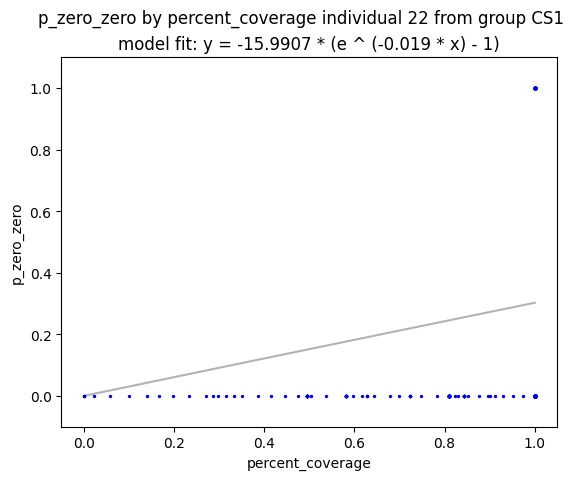 p_zero_zero by percent_coverage individual 22 from group CS1
model fit: y = -15.9907 * (e ^ (-0.019 * x) - 1)
1.0
0.8
0.6
0.4
0.2
0.0
p_zero_zero
0.0 0.2 0.4 0.6 0.8 1.0
percent_coverage